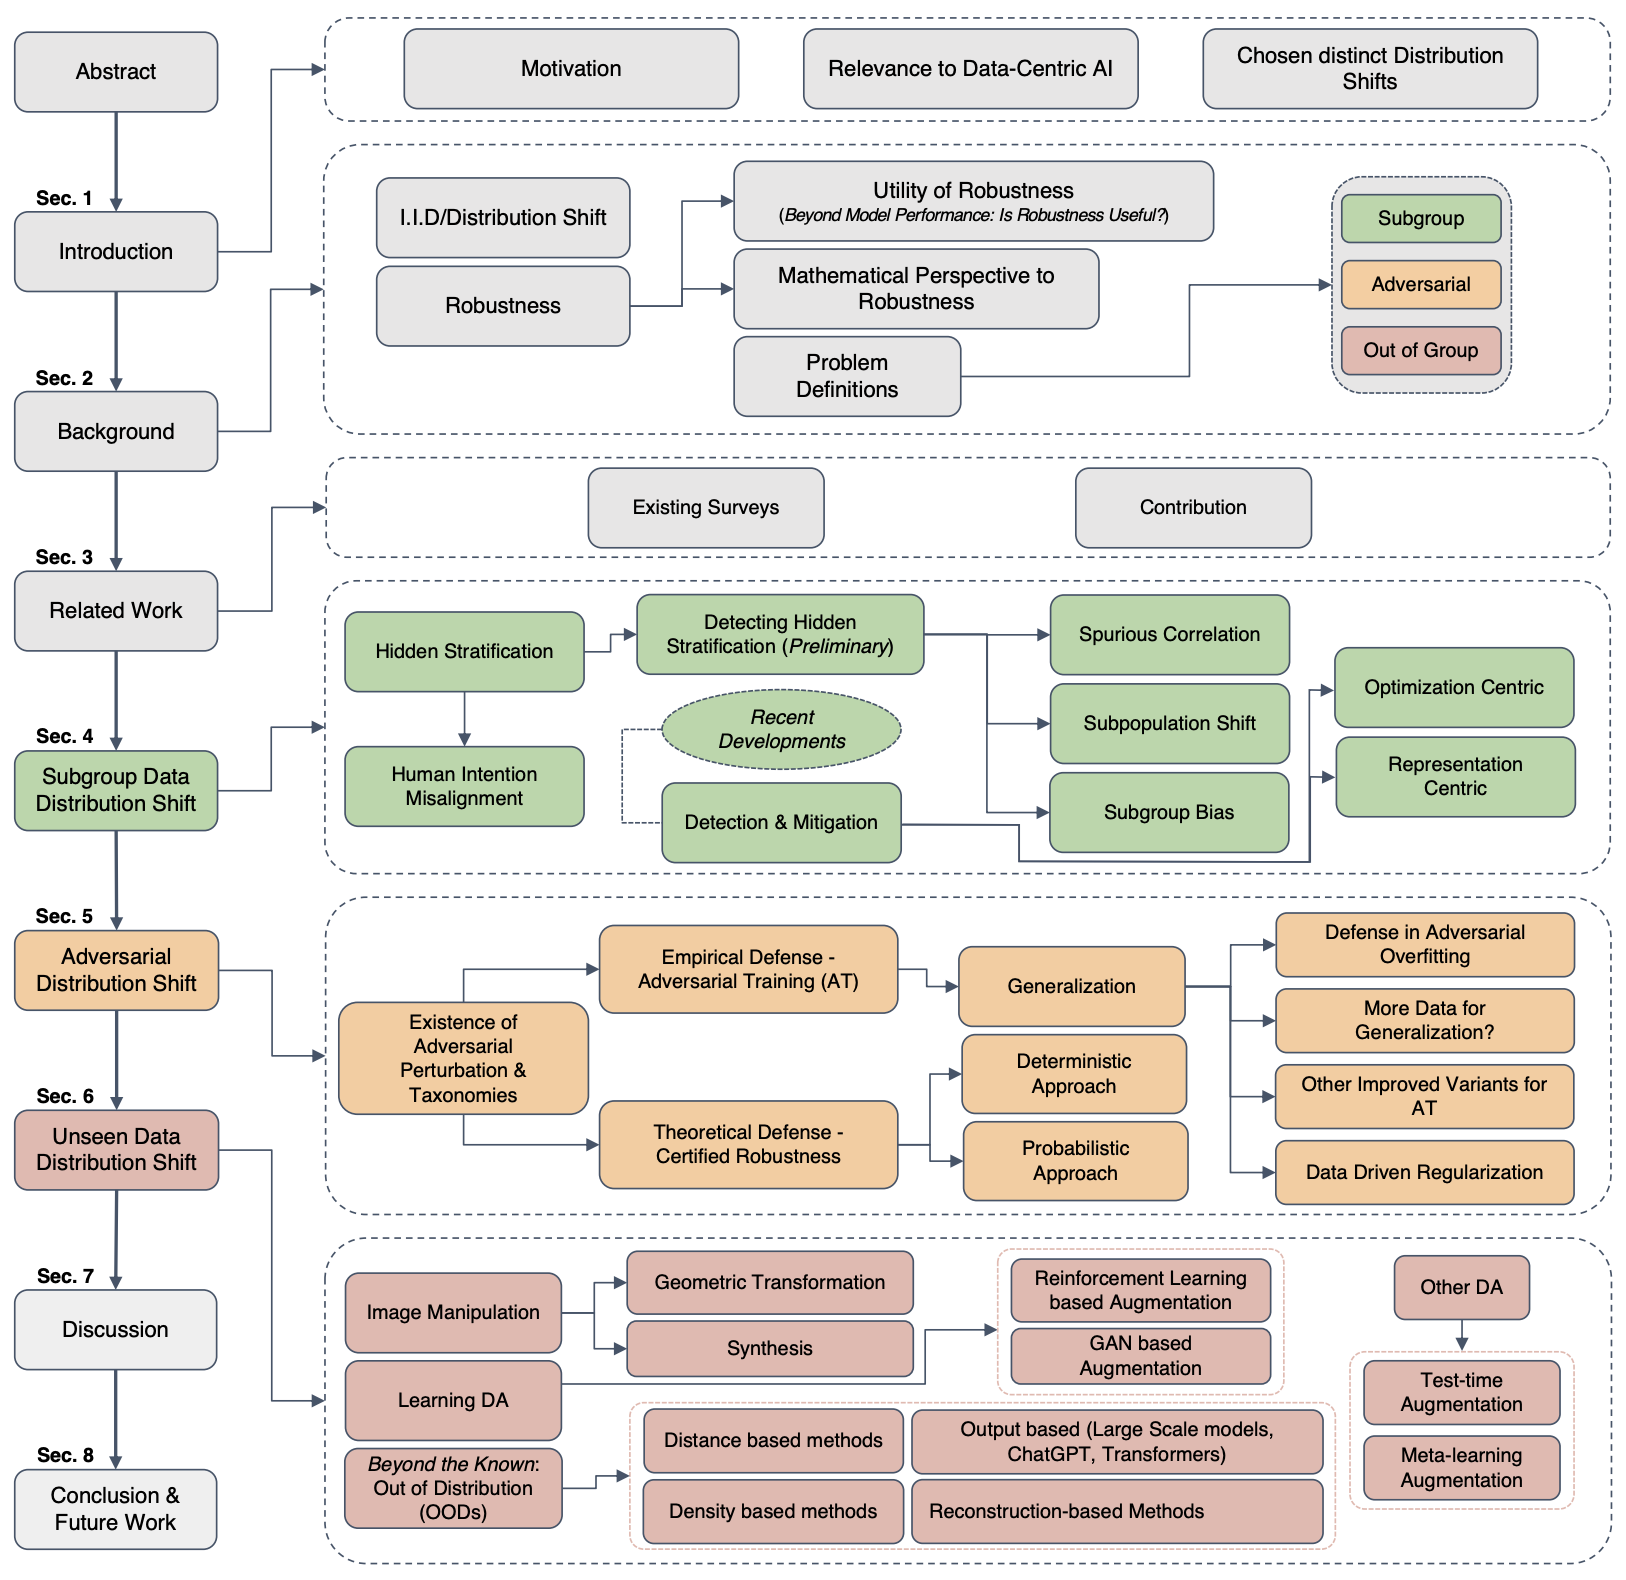 Abstract
Sec. 1
Introduction
Sec. 2
Background
Sec. 3
Related Work
Sec. 4
Subgroup Data
Distribution Shift
Sec. 5
Adversarial
Distribution Shift
Sec. 6
Unseen Data
Distribution Shift
Sec. 7
Discussion
Sec. 8
Conclusion &
Future Work
Motivation
Relevance to Data-Centric AI
Chosen distinct Distribution
Shifts
I.I.D/Distribution Shift
Robustness
Utility of Robustness
(Beyond Model Performance: Is Robustness Useful?)
Mathematical Perspective to
Robustness
Problem
Definitions
Subgroup
Adversarial
Out of Group
Existing Surveys
Contribution
Hidden Stratification
Human Intention
Misalignment
Detecting Hidden
Stratification (Preliminary)
Recent
Developments
Detection & Mitigation
Spurious Correlation
Subpopulation Shift
Subgroup Bias
Optimization Centric
Representation
Centric
Existence of
Adversarial
Perturbation &
Taxonomies
Empirical Defense -
Adversarial Training (AT)
Theoretical Defense -
Certified Robustness
Generalization
Deterministic
Approach
Probabilistic
Approach
Defense in Adversarial
Overfitting
More Data for
Generalization?
Other Improved Variants for
AT
Data Driven Regularization
Image Manipulation
Geometric Transformation
Synthesis
Learning DA
Reinforcement Learning
based Augmentation
GAN based
Augmentation
Beyond the Known:
Out of Distribution
(OODs)
Distance based methods
Output based (Large Scale models,
ChatGPT, Transformers)
Density based methods
Reconstruction-based Methods
Other DA
Test-time
Augmentation
Meta-learning
Augmentation